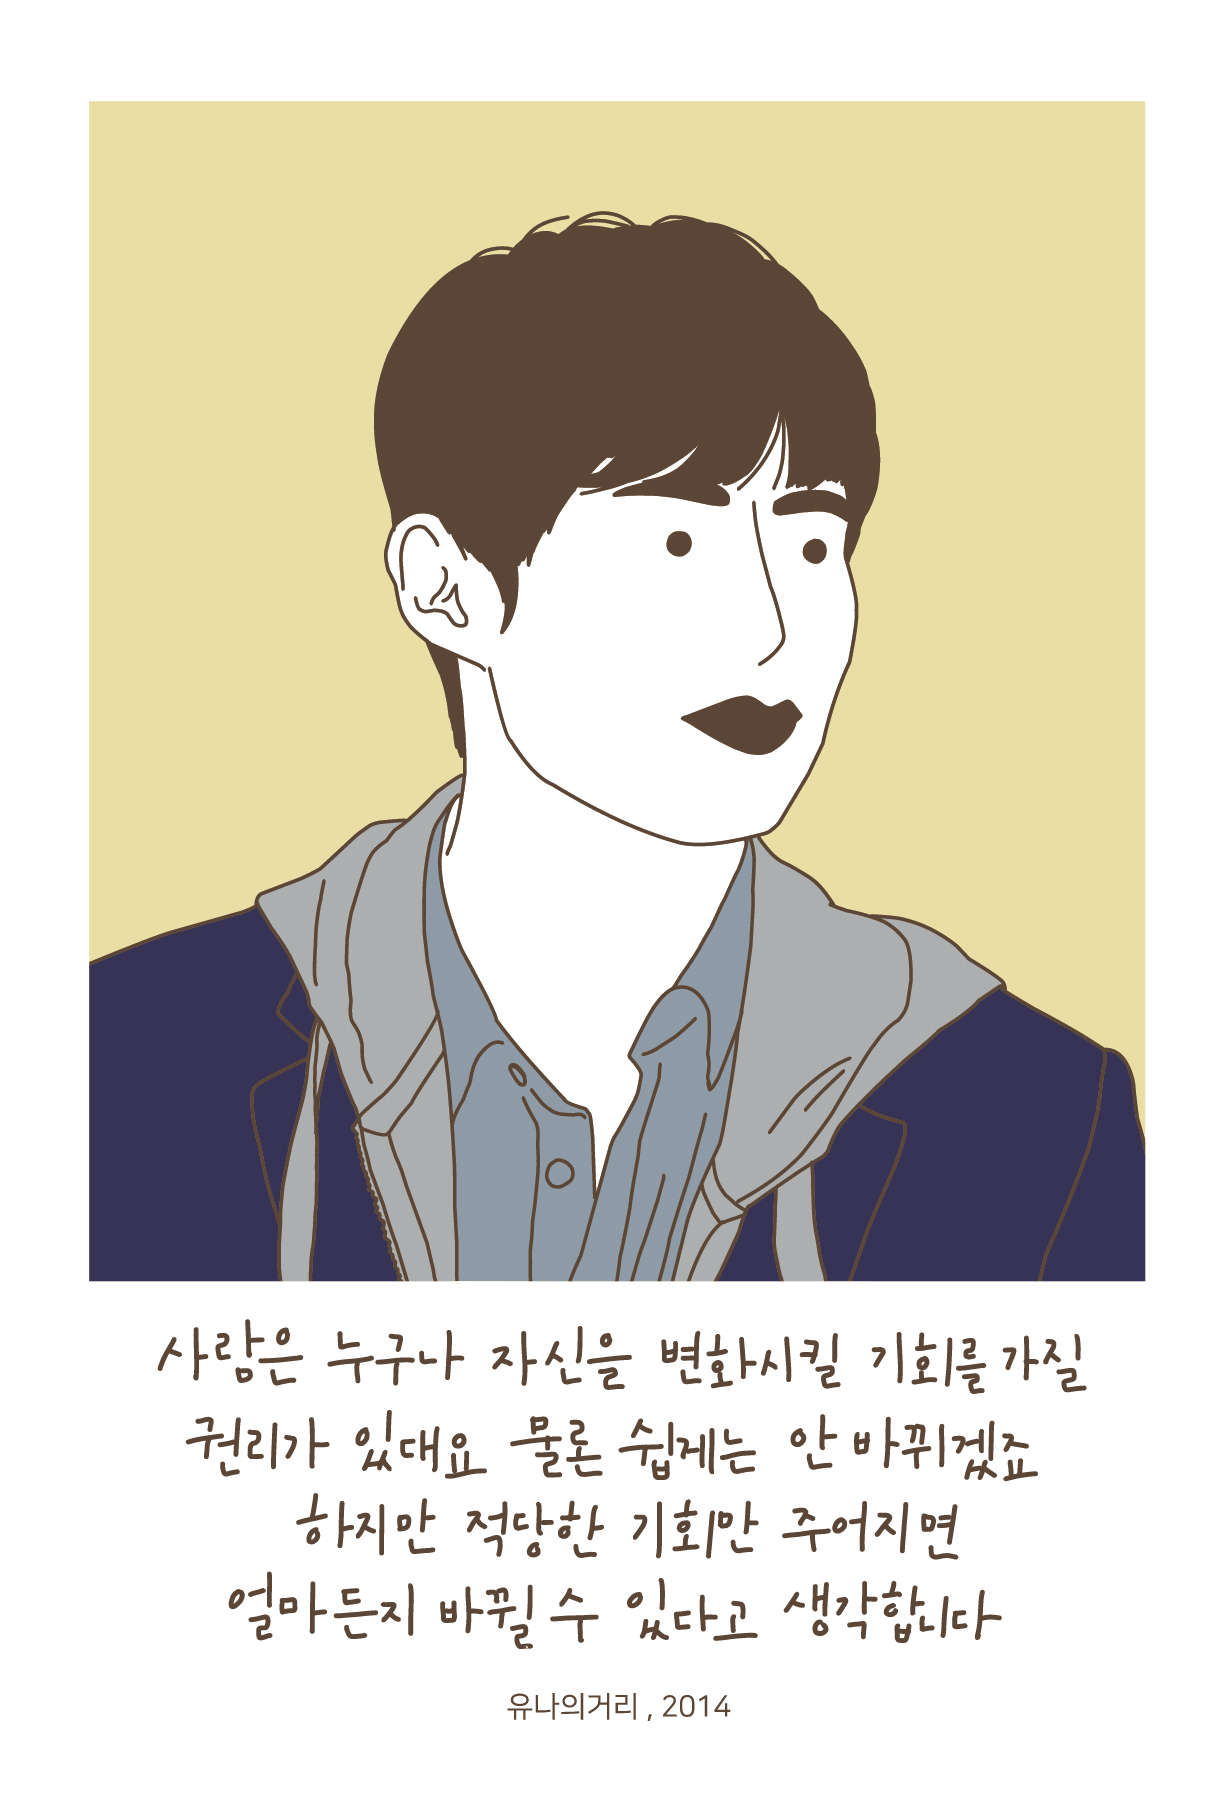 사람은 누구나 자신을 변화시킬 기회를 가질
권리가 있대요 물론 쉽게는 안 바뀌겠죠
하지만 적당한 기회만 주어지면
얼마든지 바뀔 수 있다고 생각합니다
유나의거리 , 2014